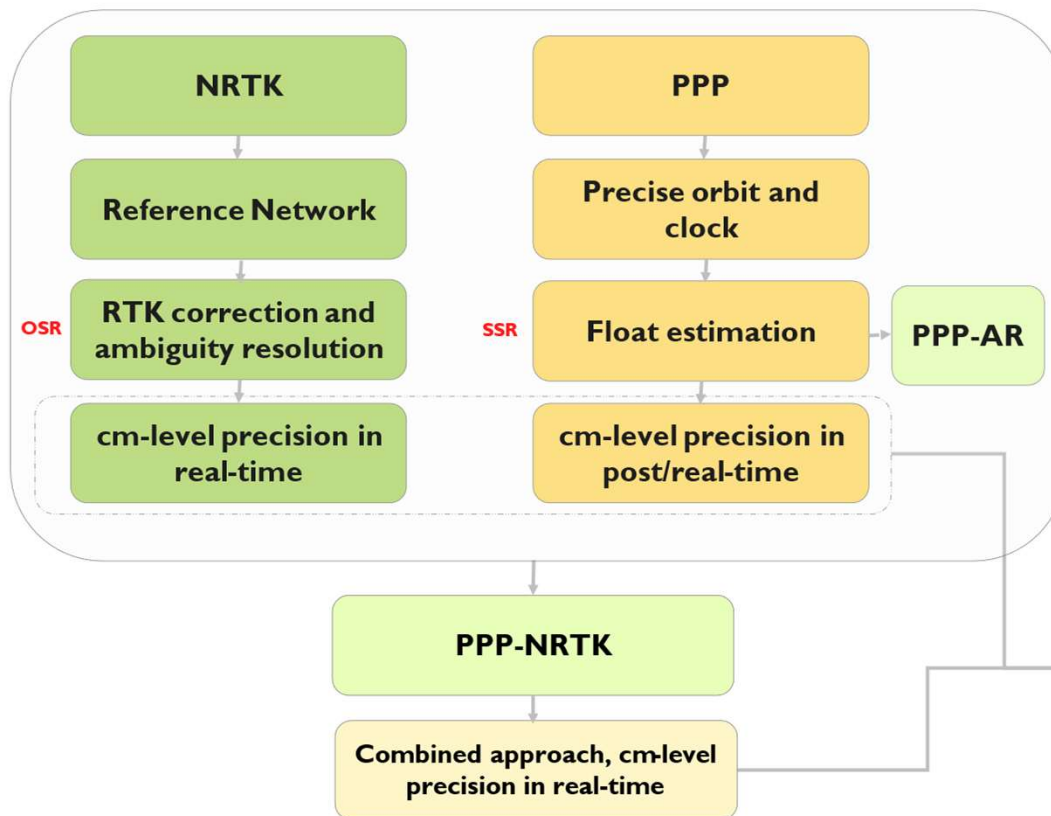 NRTK
PPP
Reference Network
Precise orbit and
clock
OSR
RTK correction and
ambiguity resolution
SSR
Float estimation
PPP-AR
cm-level precision in
real-time
cm-level precision in
post/real-time
PPP-NRTK
Combined approach, cm-level
precision in real-time